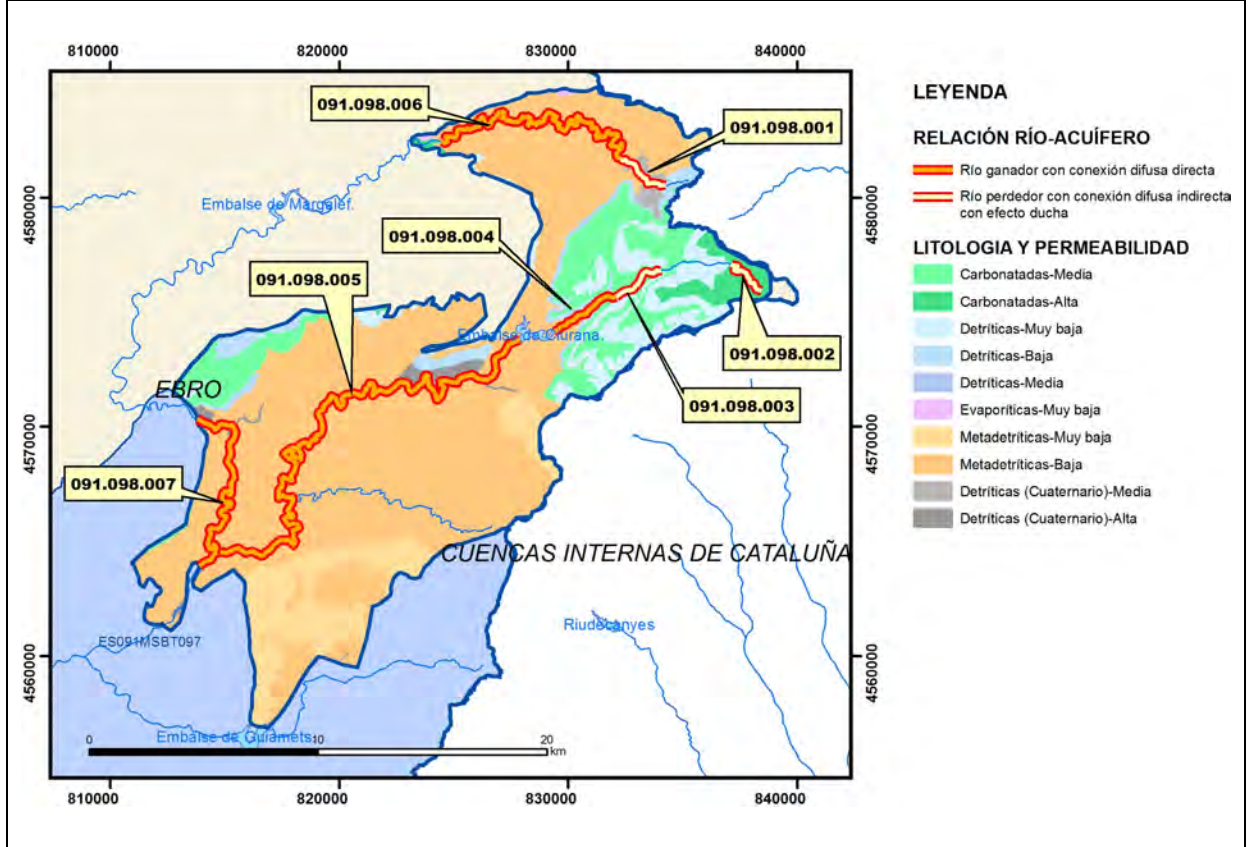 810000 820000 830000 840000
091.098.006
091.098.001
4580000
4580000
Embalse de Margalef.
091.098.004
091.098.005
Embalse de Ciurana.
091.098.002
EBRO
091.098.003
4570000
4570000
091.098.007
CUENCAS INTERNAS DE CATALUÑA
Riudecanyes
ES091MSBT097
4560000
4560000
Embalse de Guiamets
0 10 20
km
810000 820000 830000 840000
LEYENDA
RELACIÓN RÍO-ACUÍFERO
Río ganador con conexión difusa directa
Río perdedor con conexión difusa indirecta
con efecto ducha
LITOLOGIA Y PERMEABILIDAD
Carbonatadas-Media
Carbonatadas-Alta
Detríticas-Muy baja
Detríticas-Baja
Detríticas-Media
Evaporíticas-Muy baja
Metadetríticas-Muy baja
Metadetríticas-Baja
Detríticas (Cuaternario)-Media
Detríticas (Cuaternario)-Alta